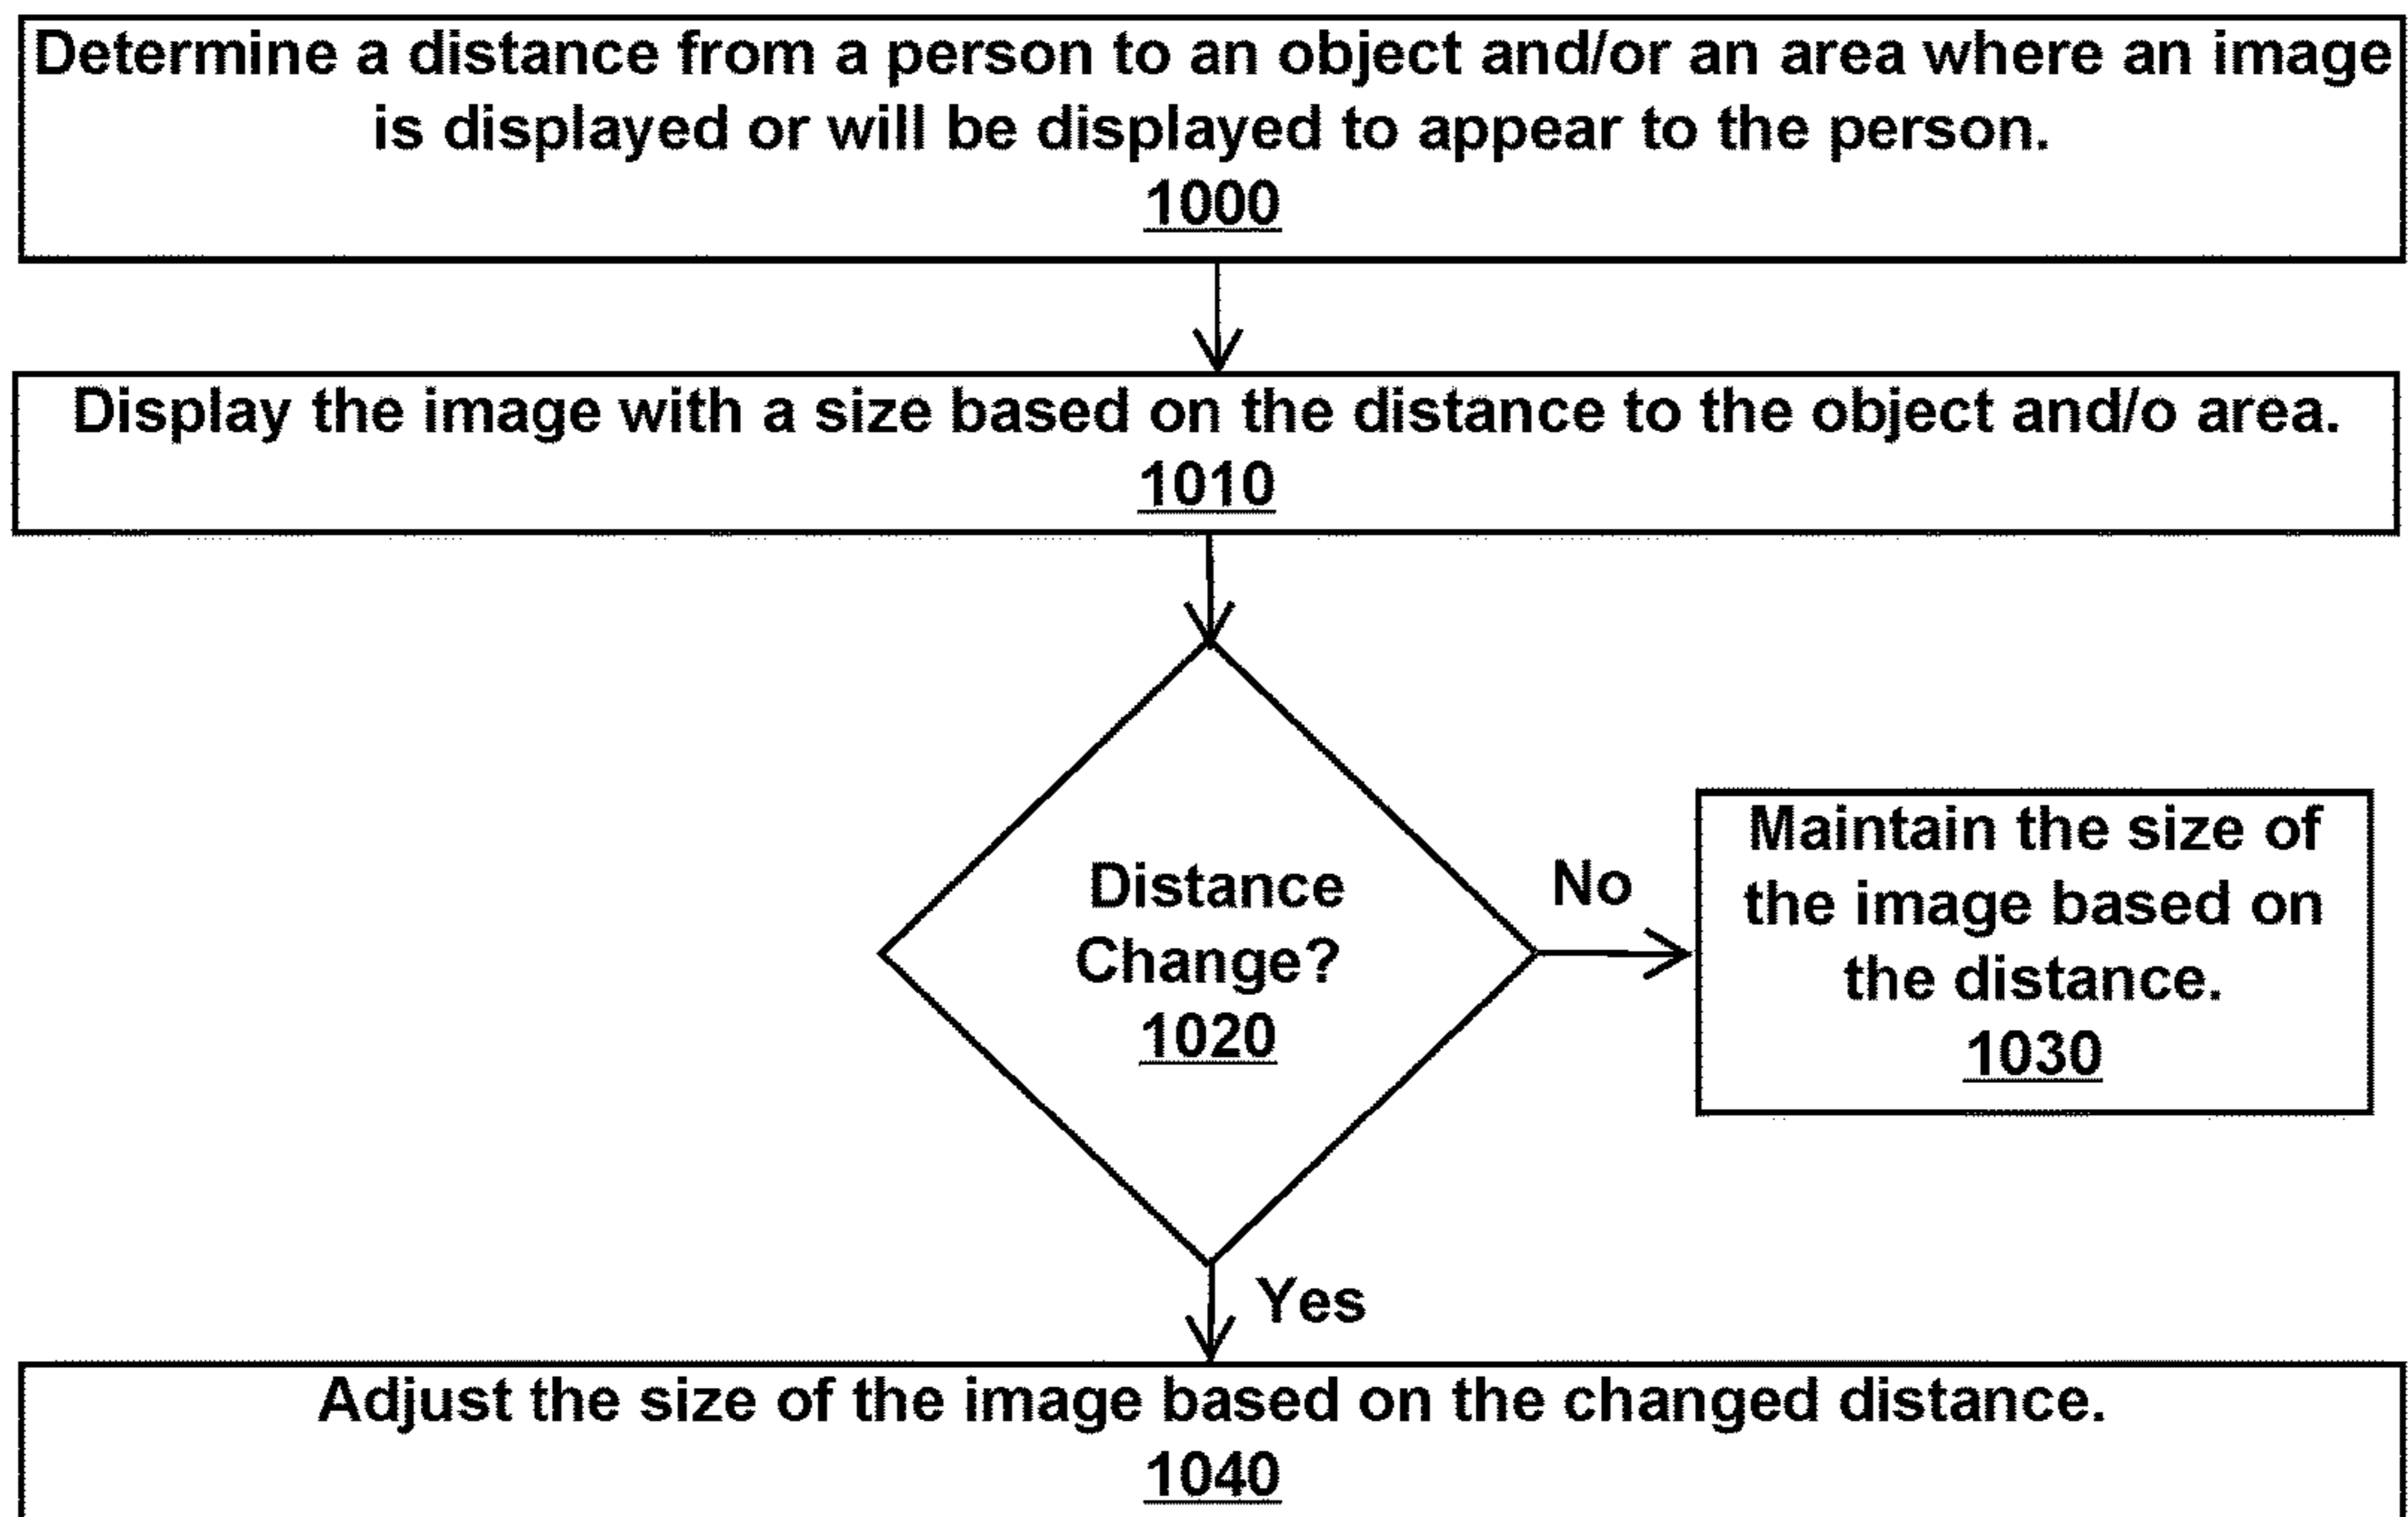 Determine a distance from a person to an object and/or an area where an image
is displayed or will be displayed to appear to the person.
1000
Display the image with a size based on the distance to the object and/o area.
1010
Distance
Change?
1020
No
Maintain the size of
the image based on
the distance.
1030
Yes
Adjust the size of the image based on the changed distance.
1040